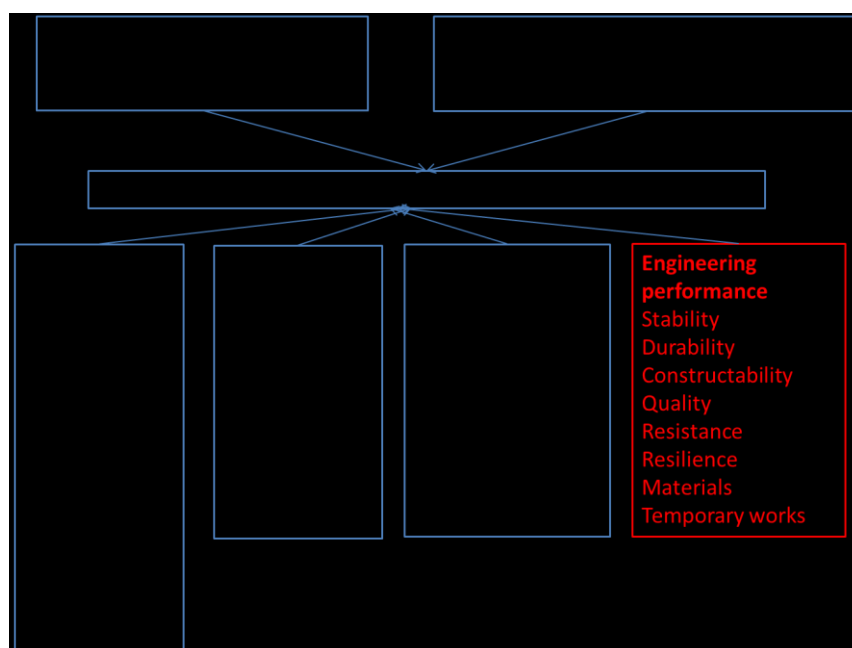 Engineering
performance
Stability
Durability
Constructability
Quality
Resistance
Resilience
Materials
Temporary works